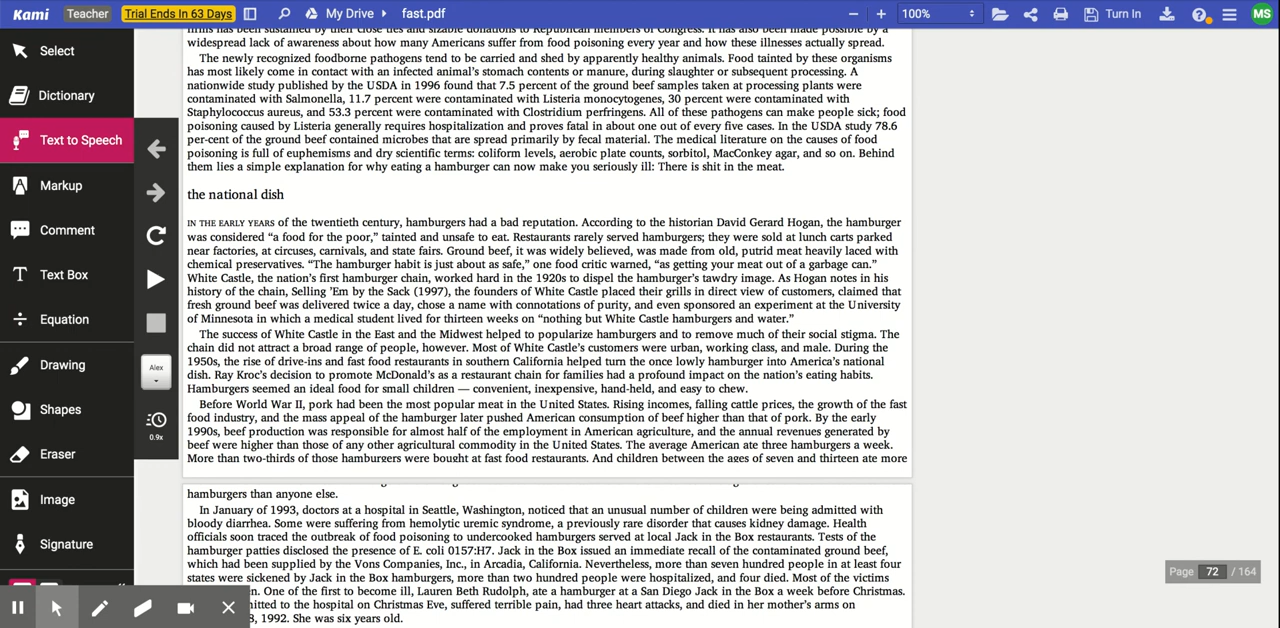 Kami Teacher Trial Ends In 63 Days My Drive fast.pdf 100% Turn In MS
Select
Dictionary
Text to Speech
Markup
Comment
Text Box
Equation
Drawing
Shapes
Eraser
Image
Signature
Alex
0.9x
firms has been sustained by their close ties and sizable donations to Republican members of Congress. It has also been made possible by a
widespread lack of awareness about how many Americans suffer from food poisoning every year and how these illnesses actually spread.
The newly recognized foodborne pathogens tend to be carried and shed by apparently healthy animals. Food tainted by these organisms
has most likely come in contact with an infected animal's stomach contents or manure, during slaughter or subsequent processing. A
nationwide study published by the USDA in 1996 found that 7.5 percent of the ground beef samples taken at processing plants were
contaminated with Salmonella, 11.7 percent were contaminated with Listeria monocytogenes, 30 percent were contaminated with
Staphylococcus aureus, and 53.3 percent were contaminated with Clostridium perfringens. All of these pathogens can make people sick; food
poisoning caused by Listeria generally requires hospitalization and proves fatal in about one out of every five cases. In the USDA study 78.6
per-cent of the ground beef contained microbes that are spread primarily by fecal material. The medical literature on the causes of food
poisoning is full of euphemisms and dry scientific terms: coliform levels, aerobic plate counts, sorbitol, MacConkey agar, and so on. Behind
them lies a simple explanation for why eating a hamburger can now make you seriously ill: There is shit in the meat.
the national dish
IN THE EARLY YEARS of the twentieth century, hamburgers had a bad reputation. According to the historian David Gerard Hogan, the hamburger
was considered “a food for the poor,” tainted and unsafe to eat. Restaurants rarely served hamburgers; they were sold at lunch carts parked
near factories, at circuses, carnivals, and state fairs. Ground beef, it was widely believed, was made from old, putrid meat heavily laced with
chemical preservatives. “The hamburger habit is just about as safe,” one food critic warned, “as getting your meat out of a garbage can.”
White Castle, the nation's first hamburger chain, worked hard in the 1920s to dispel the hamburger's tawdry image. As Hogan notes in his
history of the chain, Selling 'Em by the Sack (1997), the founders of White Castle placed their grills in direct view of customers, claimed that
fresh ground beef was delivered twice a day, chose a name with connotations of purity, and even sponsored an experiment at the University
of Minnesota in which a medical student lived for thirteen weeks on “nothing but White Castle hamburgers and water.”
The success of White Castle in the East and the Midwest helped to popularize hamburgers and to remove much of their social stigma. The
chain did not attract a broad range of people, however. Most of White Castle's customers were urban, working class, and male. During the
1950s, the rise of drive-ins and fast food restaurants in southern California helped turn the once lowly hamburger into America's national
dish. Ray Kroc's decision to promote McDonald's as a restaurant chain for families had a profound impact on the nation's eating habits.
Hamburgers seemed an ideal food for small children — convenient, inexpensive, hand-held, and easy to chew.
Before World War II, pork had been the most popular meat in the United States. Rising incomes, falling cattle prices, the growth of the fast
food industry, and the mass appeal of the hamburger later pushed American consumption of beef higher than that of pork. By the early
1990s, beef production was responsible for almost half of the employment in American agriculture, and the annual revenues generated by
beef were higher than those of any other agricultural commodity in the United States. The average American ate three hamburgers a week.
More than two-thirds of those hamburgers were bought at fast food restaurants. And children between the ages of seven and thirteen ate more
hamburgers than anyone else.
In January of 1993, doctors at a hospital in Seattle, Washington, noticed that an unusual number of children were being admitted with
bloody diarrhea. Some were suffering from hemolytic uremic syndrome, a previously rare disorder that causes kidney damage. Health
officials soon traced the outbreak of food poisoning to undercooked hamburgers served at local Jack in the Box restaurants. Tests of the
hamburger patties disclosed the presence of E. coli 0157:H7. Jack in the Box issued an immediate recall of the contaminated ground beef,
which had been supplied by the Vons Companies, Inc., in Arcadia, California. Nevertheless, more than seven hundred people in at least four
states were sickened by Jack in the Box hamburgers, more than two hundred people were hospitalized, and four died. Most of the victims
en. One of the first to become ill, Lauren Beth Rudolph, ate a hamburger at a San Diego Jack in the Box a week before Christmas.
mitted to the hospital on Christmas Eve, suffered terrible pain, had three heart attacks, and died in her mother's arms on
8, 1992. She was six years old.
Page 72 / 164